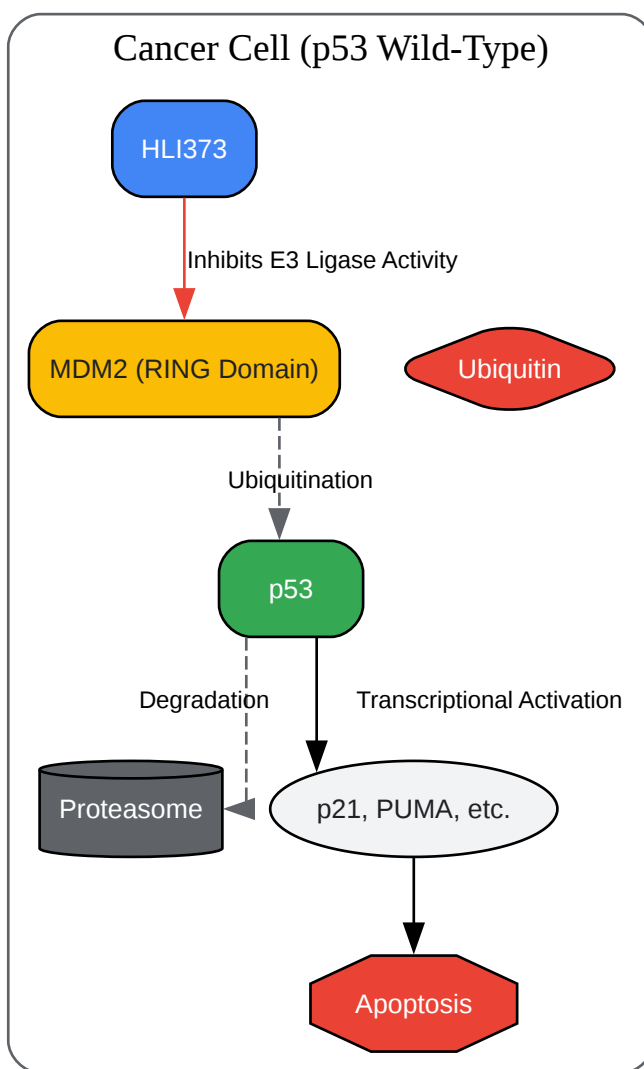 Cancer Cell (p53 Wild-Type)
HLI373
Inhibits E3 Ligase Activity
MDM2 (RING Domain)
Ubiquitin
Ubiquitination
p53
Degradation
Transcriptional Activation
Proteasome
p21, PUMA, etc.
Apoptosis